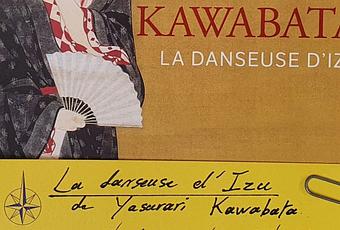 KAWABATA
LA DANSEUSE D'IZ
La danseuse d'Izu
de Yasunari Kawabata